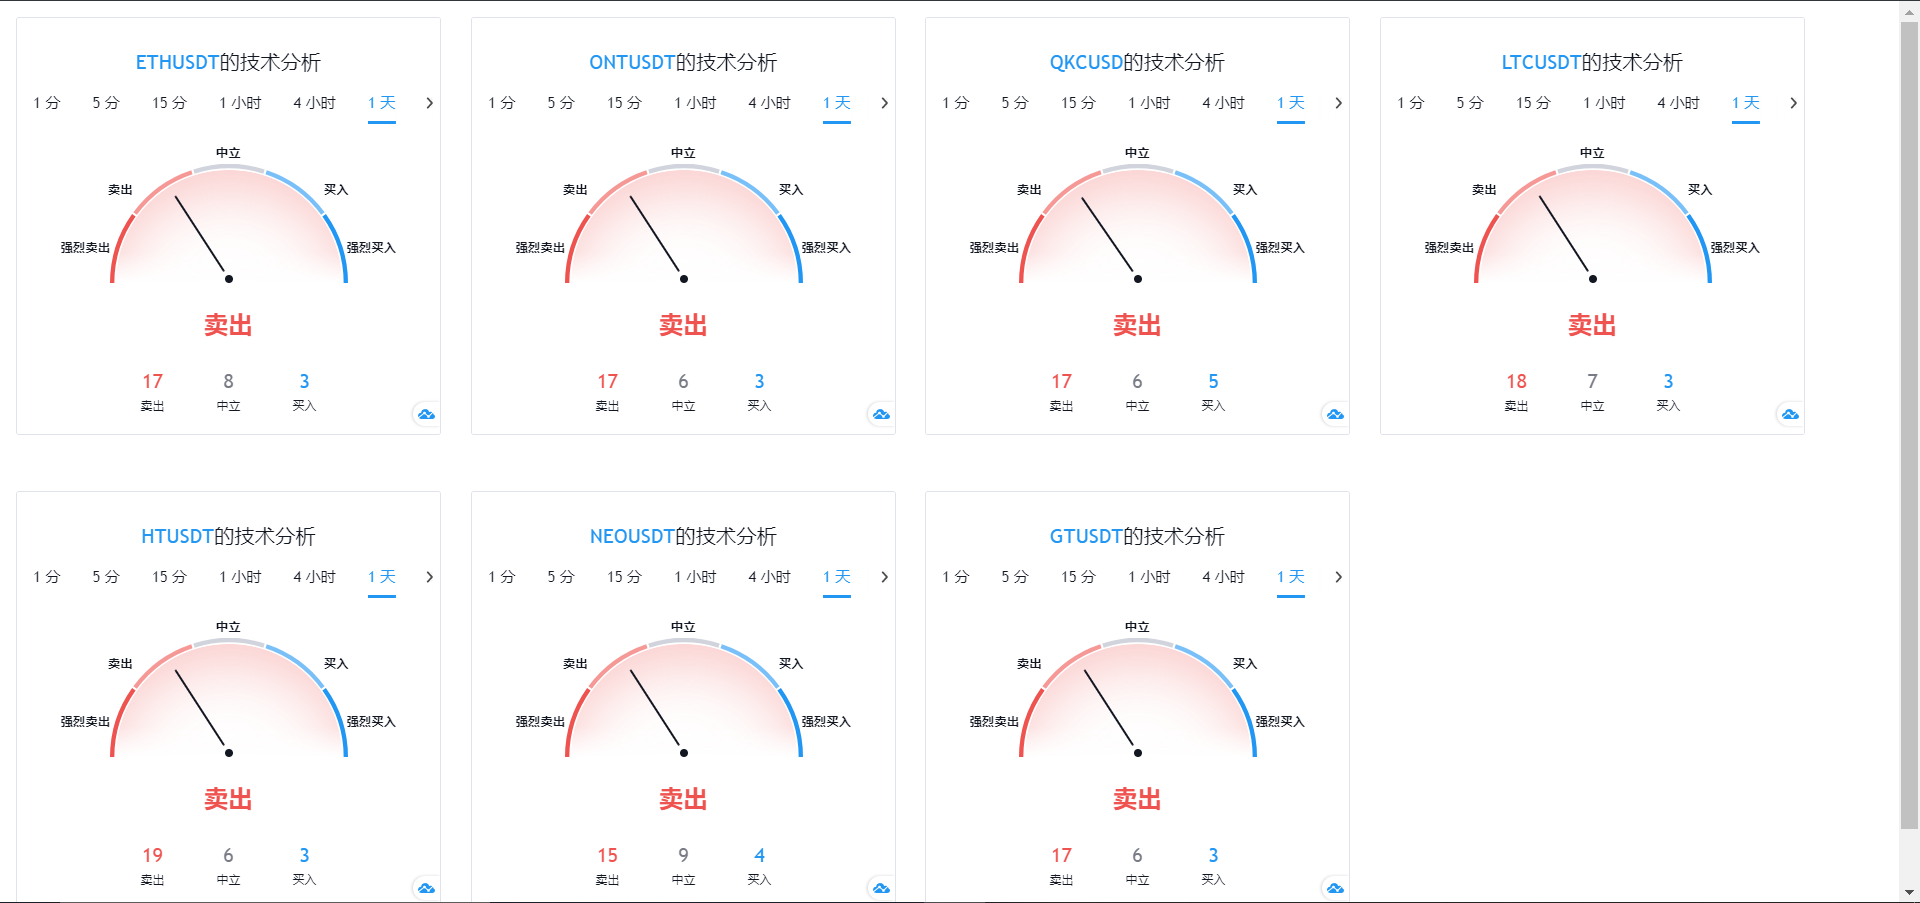 ETHUSDT的技术分析
1 分 5 分 15 分 1 小时 4 小时 1 天
中立
卖出 买入
强烈卖出 强烈买入
卖出
17 8 3
卖出 中立 买入
ONTUSDT的技术分析
1 分 5 分 15 分 1 小时 4 小时 1 天
中立
卖出 买入
强烈卖出 强烈买入
卖出
17 6 3
卖出 中立 买入
QKCUSD的技术分析
1 分 5 分 15 分 1 小时 4 小时 1 天
中立
卖出 买入
强烈卖出 强烈买入
卖出
17 6 5
卖出 中立 买入
LTCUSDT的技术分析
1 分 5 分 15 分 1 小时 4 小时 1 天
中立
卖出 买入
强烈卖出 强烈买入
卖出
18 7 3
卖出 中立 买入
HTUSDT的技术分析
1 分 5 分 15 分 1 小时 4 小时 1 天
中立
卖出 买入
强烈卖出 强烈买入
卖出
19 6 3
卖出 中立 买入
NEOUSDT的技术分析
1 分 5 分 15 分 1 小时 4 小时 1 天
中立
卖出 买入
强烈卖出 强烈买入
卖出
15 9 4
卖出 中立 买入
GTUSDT的技术分析
1 分 5 分 15 分 1 小时 4 小时 1 天
中立
卖出 买入
强烈卖出 强烈买入
卖出
17 6 3
卖出 中立 买入